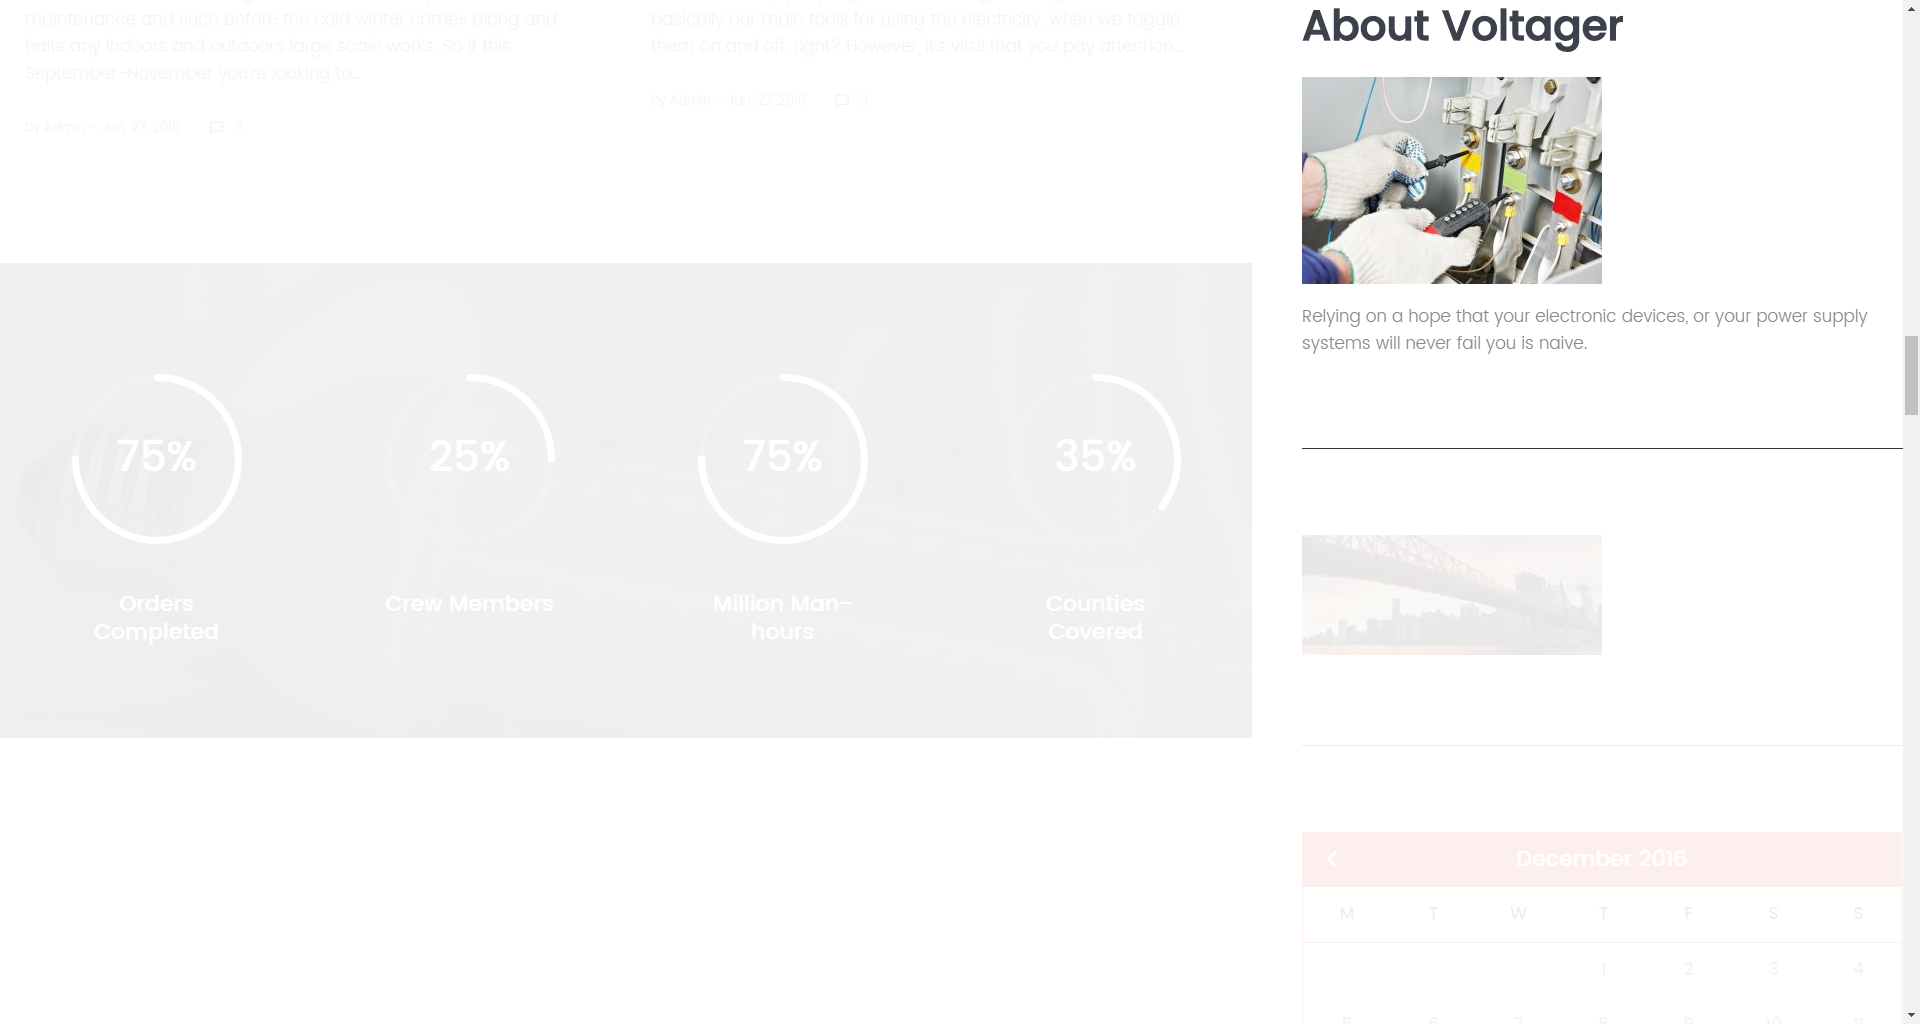 maintenance and such before the cold winter comes along and
halts any indoors and outdoors large scale works. So if this
September-November you're looking to...
by Admin - Jun. 27, 2016 3
basically our main tools for using the electricity, when we toggle
them on and off, right? However, it's vital that you pay attention...
by Admin - Jun. 27, 2016 3
75%
Orders
Completed
25%
Crew Members
75%
Million Man-
hours
35%
Counties
Covered
About Voltager
Relying on a hope that your electronic devices, or your power supply
systems will never fail you is naive.
December 2016
M T W T F S S
1 2 3 4
5 6 7 8 9 10 11